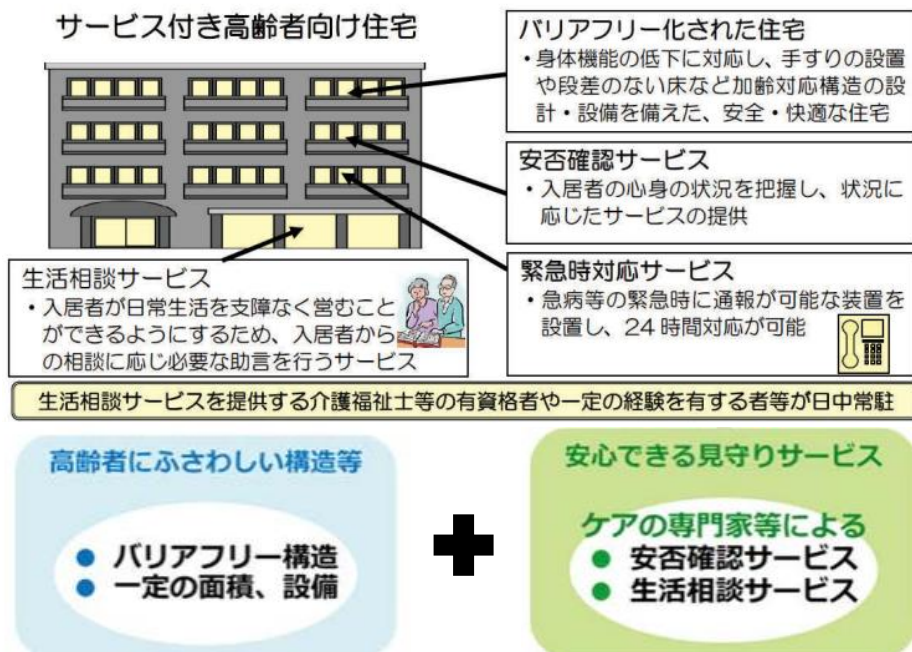 サービス付き高齢者向け住宅
バリアフリー化された住宅
・身体機能の低下に対応し、手すりの設置
や段差のない床など加齢対応構造の設
計・設備を備えた、安全・快適な住宅
安否確認サービス
・入居者の心身の状況を把握し、状況に
応じたサービスの提供
緊急時対応サービス
・急病等の緊急時に通報が可能な装置を
設置し、24時間対応が可能
生活相談サービス
・入居者が日常生活を支障なく営むこと
ができるようにするため、入居者から
の相談に応じ必要な助言を行うサービス
生活相談サービスを提供する介護福祉士等の有資格者や一定の経験を有する者等が日中常駐
高齢者にふさわしい構造等
● バリアフリー構造
● 一定の面積、設備
安心できる見守りサービス
ケアの専門家等による
● 安否確認サービス
● 生活相談サービス